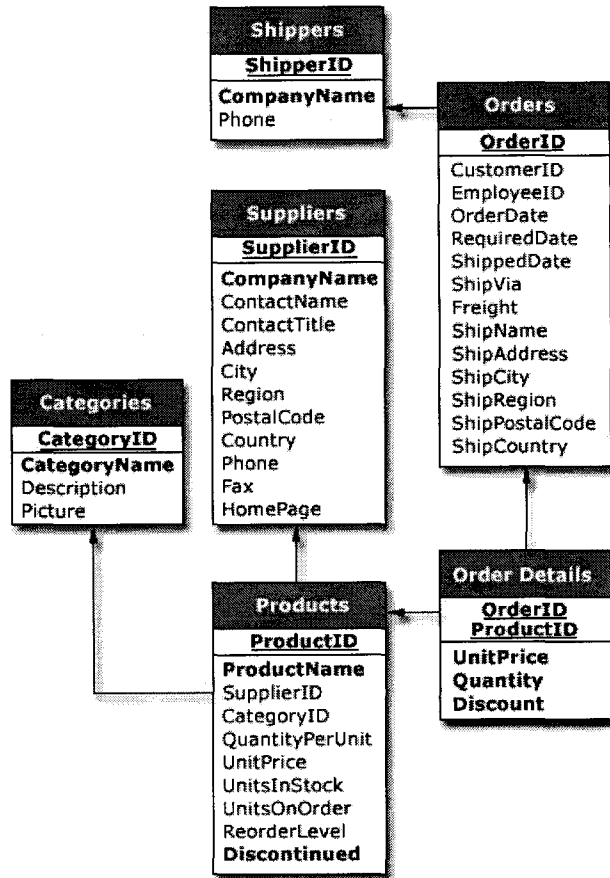 Shippers
ShipperID
CompanyName
Phone
Orders
OrderID
CustomerID
EmployeeID
OrderDate
RequiredDate
ShippedDate
ShipVia
Freight
ShipName
ShipAddress
ShipCity
ShipRegion
ShipPostalCode
ShipCountry
Suppliers
SupplierID
CompanyName
ContactName
ContactTitle
Address
City
Region
PostalCode
Country
Phone
Fax
HomePage
Categories
CategoryID
CategoryName
Description
Picture
Products
ProductID
ProductName
SupplierID
CategoryID
QuantityPerUnit
UnitPrice
UnitsInStock
UnitsOnOrder
ReorderLevel
Discontinued
Order Details
OrderID
ProductID
UnitPrice
Quantity
Discount